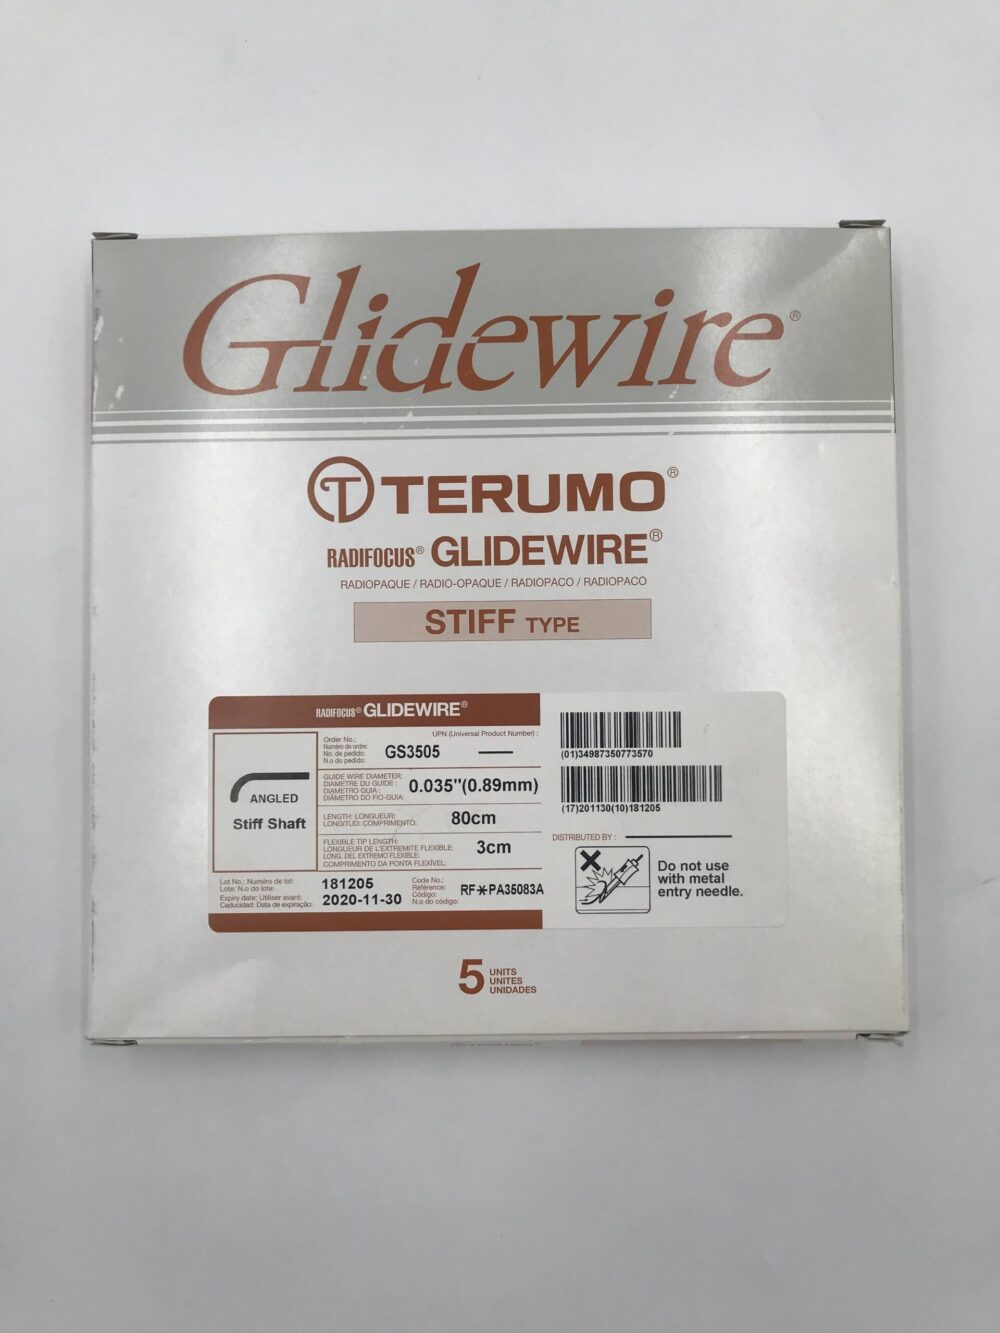 Glidewire®
TERUMO®
RADIFOCUS® GLIDEWIRE®
RADIOPAQUE / RADIO-OPAQUE / RADIOPACO / RADIOPACO
STIFF TYPE
RADIFOCUS® GLIDEWIRE®
ANGLED
Stiff Shaft
Order No.:
Numéro de ordre:
No. de pedido:
N.o do pedido:
GS3505
UPN (Universal Product Number) :
GUIDE WIRE DIAMETER:
DIAMETRE DU GUIDE:
DIAMETRO GUIA:
DIÂMETRO DO FIO-GUIA:
0.035"(0.89mm)
LENGTH: LONGUEUR:
LONGITUD: COMPRIMENTO:
80cm
FLEXIBLE TIP LENGTH:
LONGUEUR DE L'EXTREMITE FLEXIBLE:
LONG. DEL EXTREMO FLEXIBLE:
COMPRIMENTO DA PONTA FLEXÍVEL:
3cm
Lot No.: Numéro de lot:
Lote: N.o do lote:
181205
Expiry date: Utiliser avant:
Caducidad: Data de expiração:
2020-11-30
Code No.:
Référence:
Código:
N.o do código:
RF*PA35083A
(01)34987350773570
(17)201130(10)181205
DISTRIBUTED BY :
Do not use
with metal
entry needle.
5 UNITS
UNITES
UNIDADES